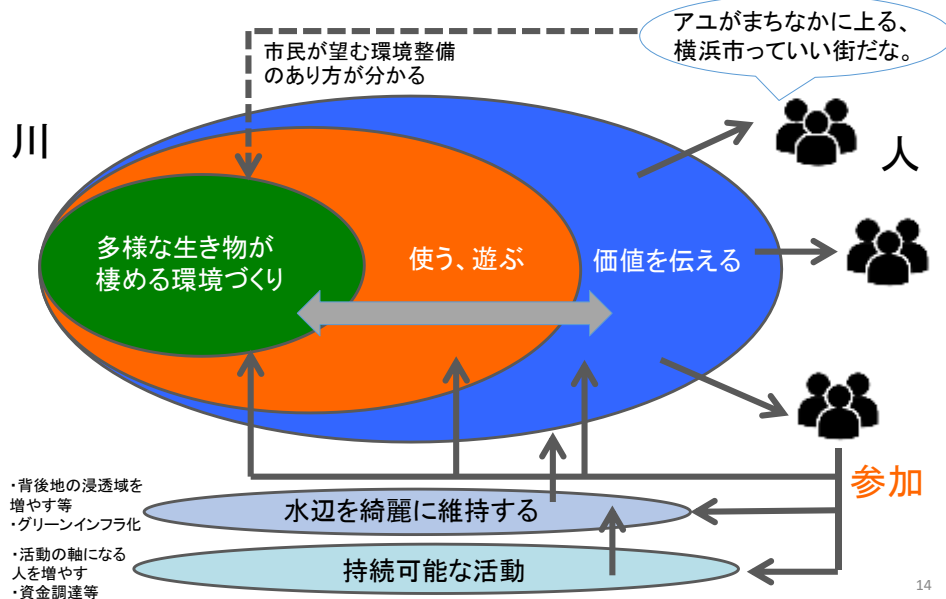 アユがまちなかに上る、
横浜市っていい街だな。
市民が望む環境整備
のあり方が分かる
川
人
多様な生き物が
棲める環境づくり
使う、遊ぶ
価値を伝える
参加
・背後地の浸透域を
増やす等
・グリーンインフラ化
水辺を綺麗に維持する
・活動の軸になる
人を増やす
・資金調達等
持続可能な活動
14